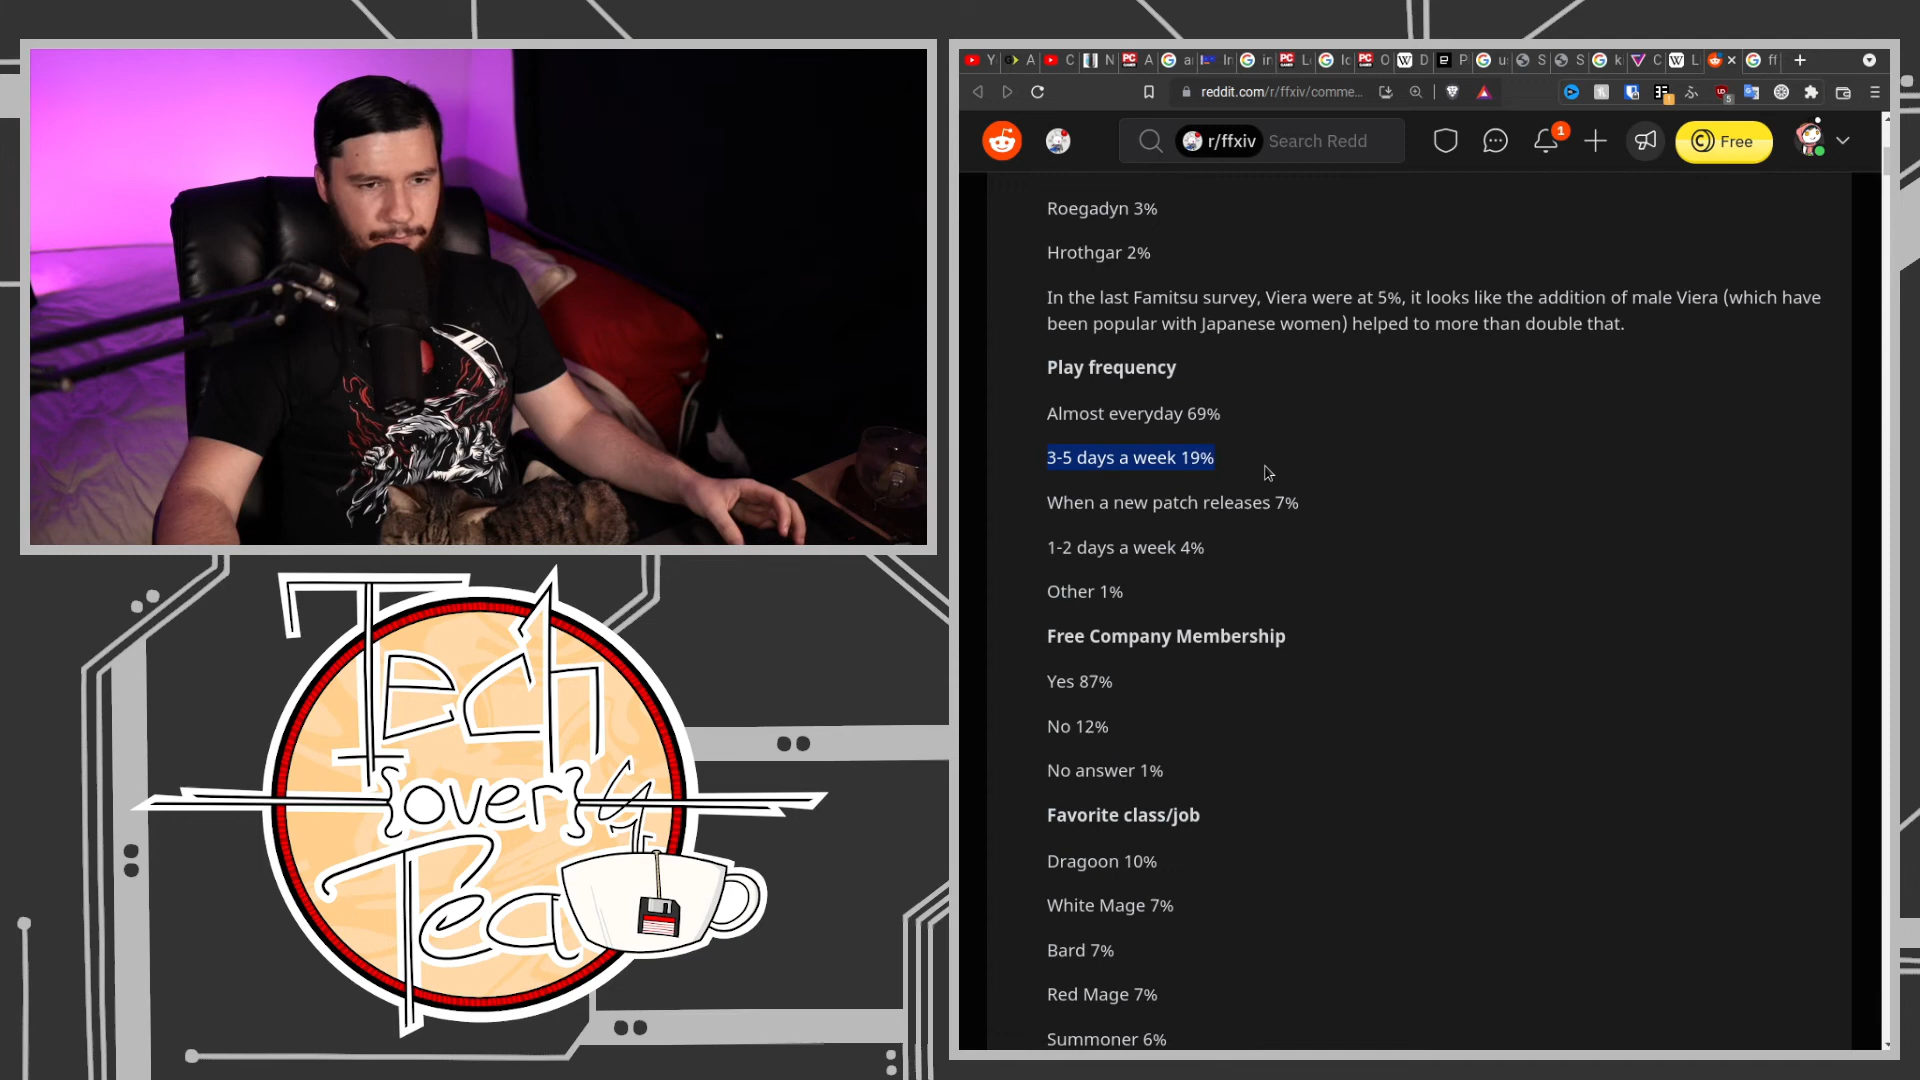 Tech
{over}
Tea
Y
A
C
N
A
L
O
D
P
S
S
C
L
ff
reddit.com/r/ffxiv/comme...
r/ffxiv Search Redd
1
Free
Roegadyn 3%
Hrothgar 2%
In the last Famitsu survey, Viera were at 5%, it looks like the addition of male Viera (which have
been popular with Japanese women) helped to more than double that.
Play frequency
Almost everyday 69%
3-5 days a week 19%
When a new patch releases 7%
1-2 days a week 4%
Other 1%
Free Company Membership
Yes 87%
No 12%
No answer 1%
Favorite class/job
Dragoon 10%
White Mage 7%
Bard 7%
Red Mage 7%
Summoner 6%